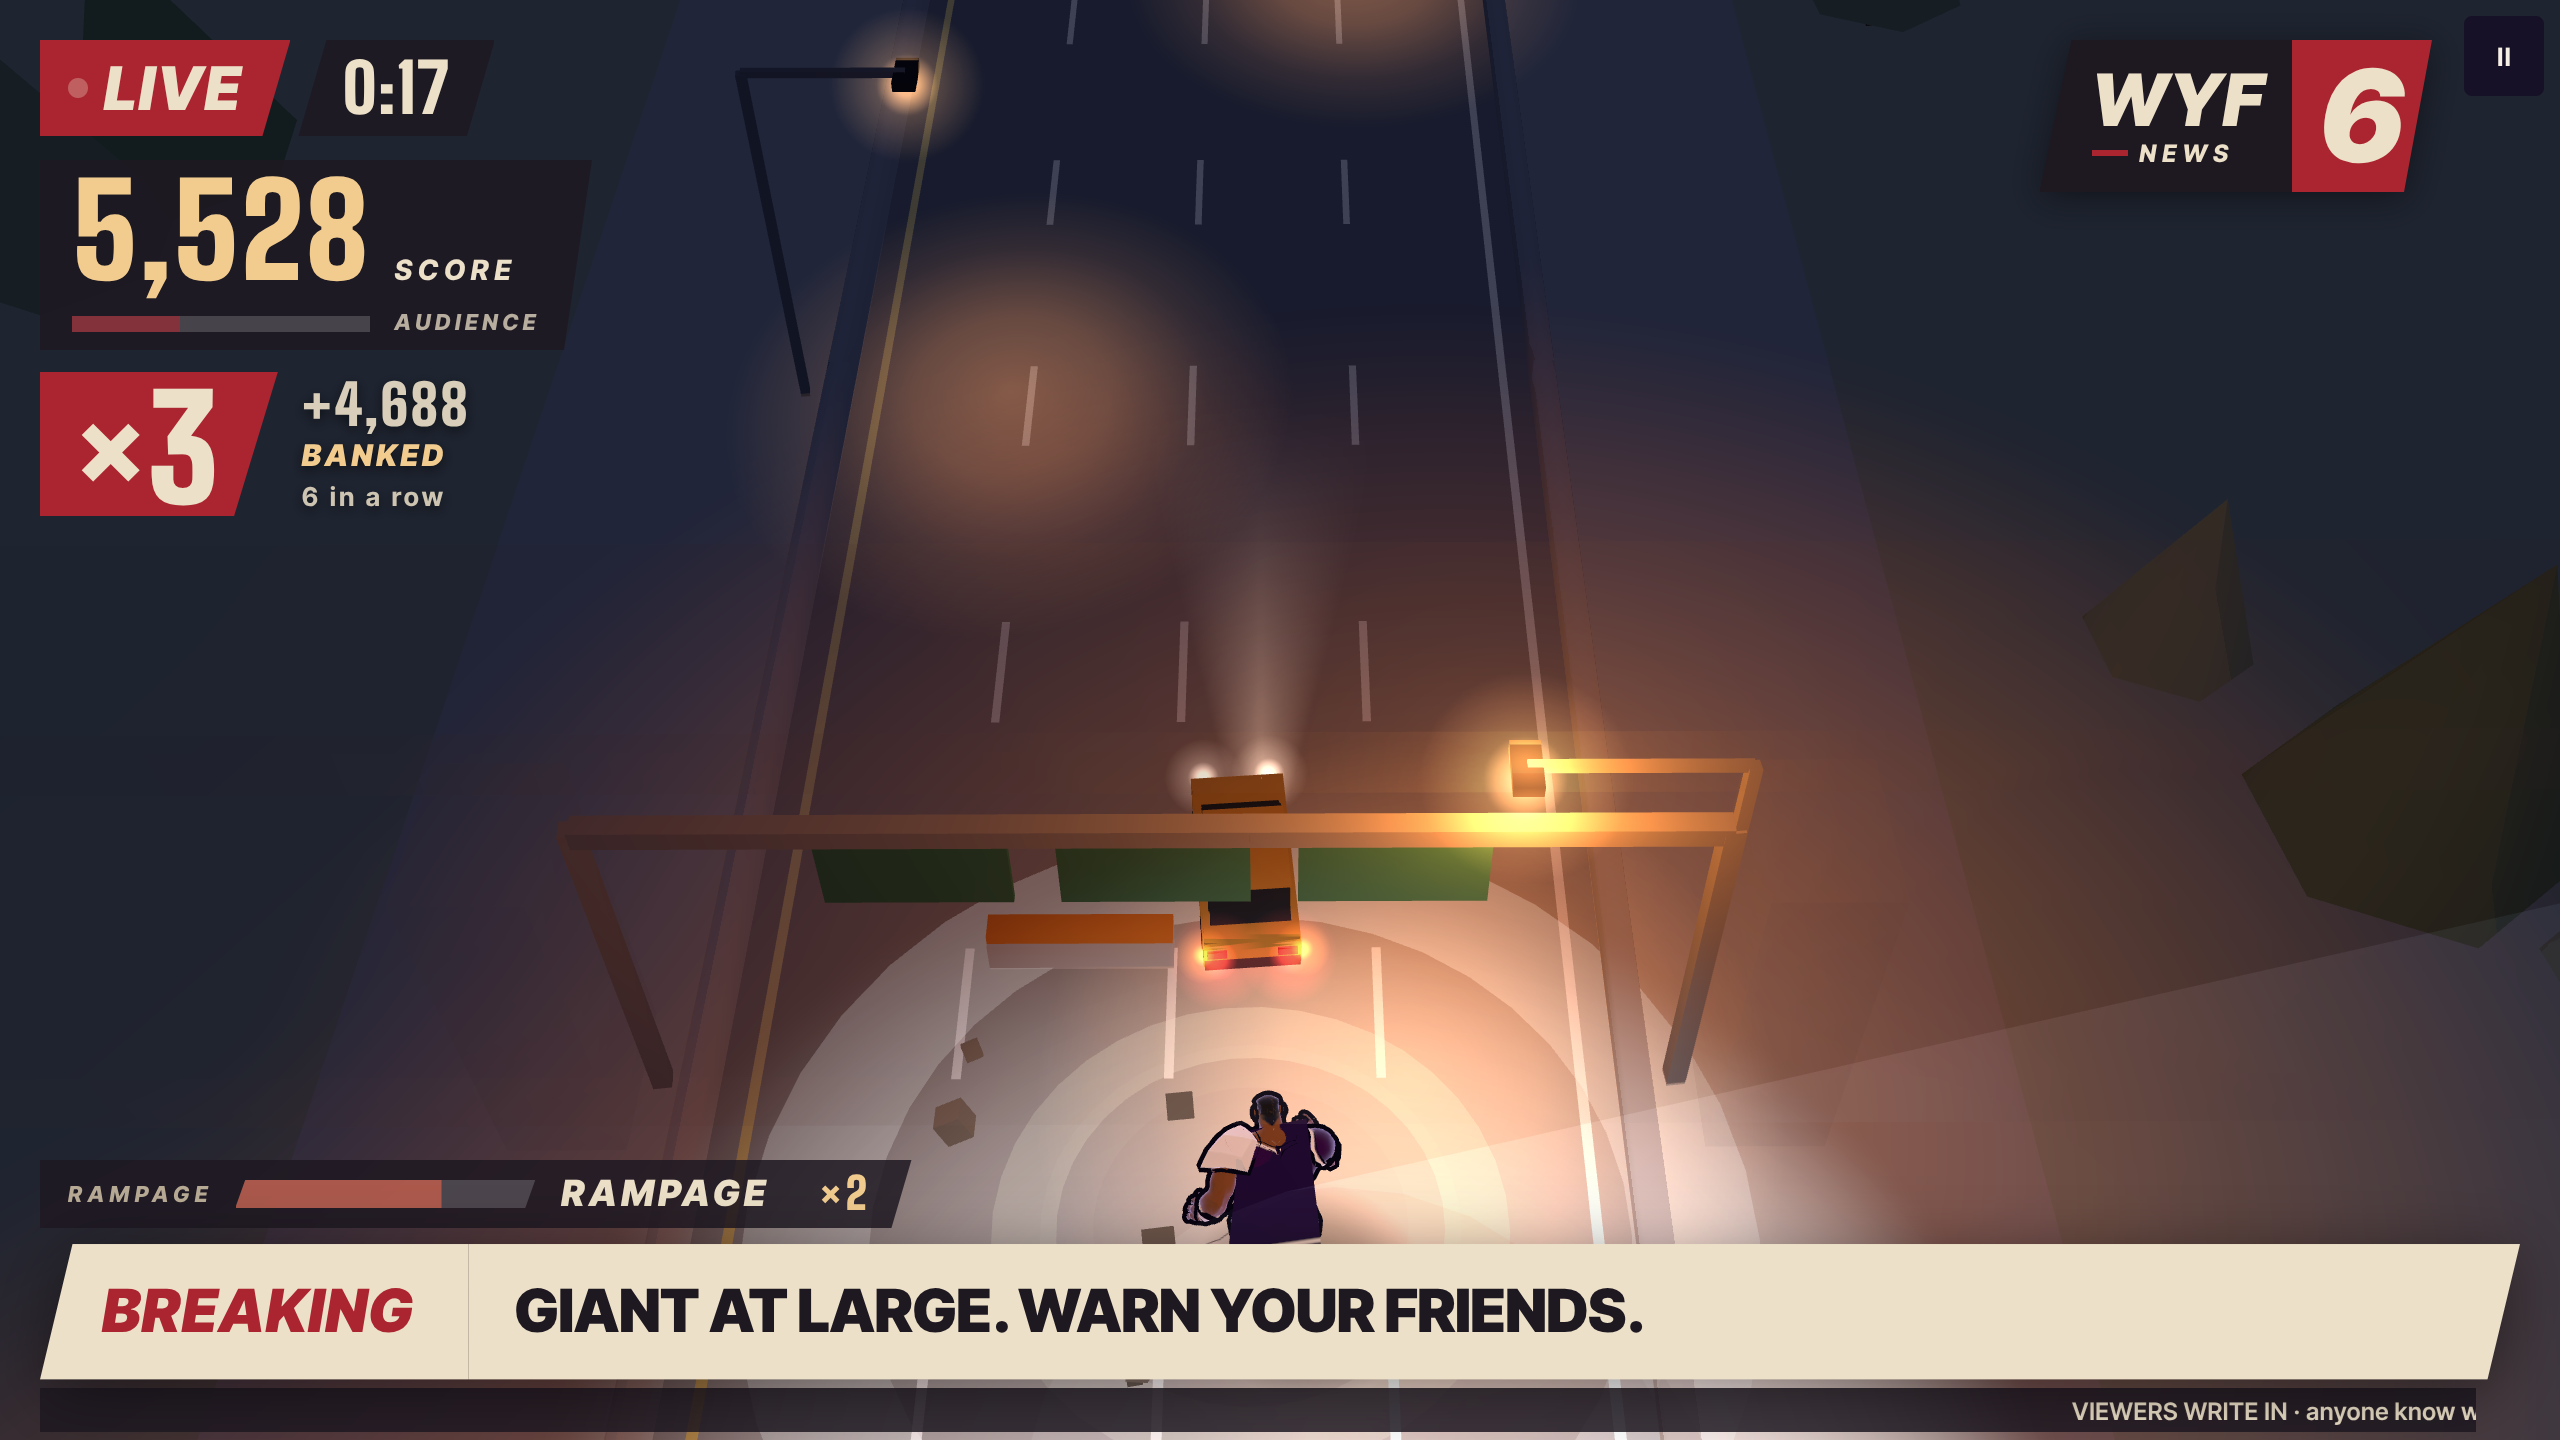 LIVE
0:17
WYF
NEWS
6
5,528 SCORE
AUDIENCE
×3
+4,688
BANKED
6 in a row
RAMPAGE RAMPAGE ×2
BREAKING GIANT AT LARGE. WARN YOUR FRIENDS.
VIEWERS WRITE IN · anyone know